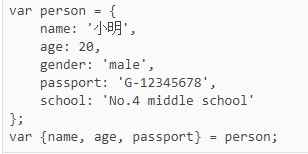 var person = {
    name: '小明',
    age: 20,
    gender: 'male',
    passport: 'G-12345678',
    school: 'No.4 middle school'
};
var {name, age, passport} = person;